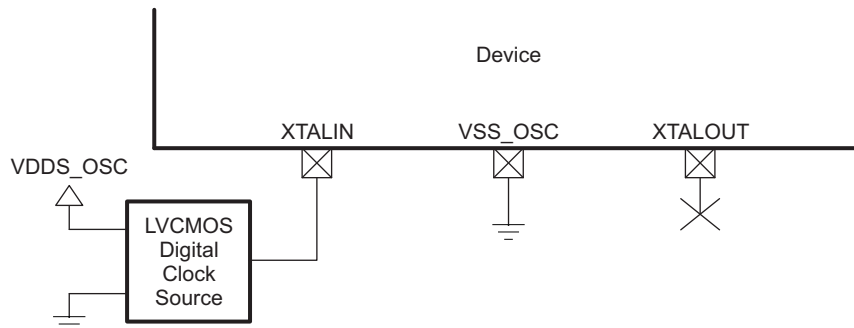 Device
XTALIN
VSS_OSC
XTALOUT
VDDS_OSC
LVCMOS
Digital
Clock
Source